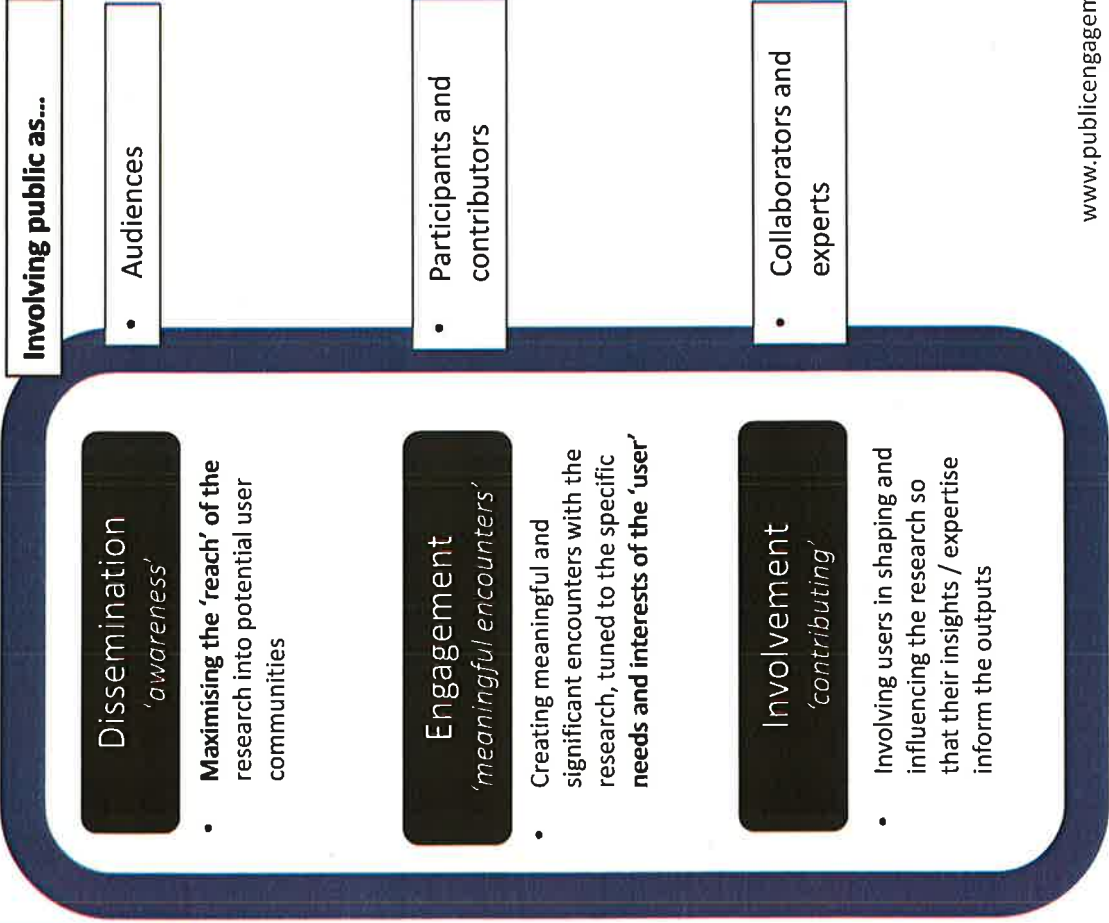 Involving public as...
Dissemination
'awareness'
• Maximising the 'reach' of the
research into potential user
communities
• Audiences
Engagement
'meaningful encounters'
• Creating meaningful and
significant encounters with the
research, tuned to the specific
needs and interests of the 'user'
• Participants and
contributors
Involvement
'contributing'
• Involving users in shaping and
influencing the research so
that their insights / expertise
inform the outputs
• Collaborators and
experts
www.publicengagem